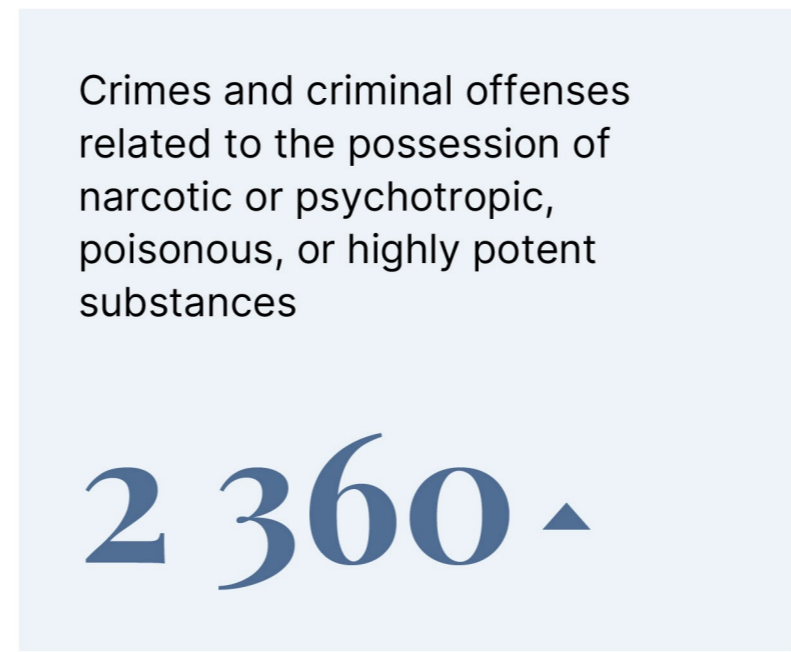 Crimes and criminal offenses
related to the possession of
narcotic or psychotropic,
poisonous, or highly potent
substances
2 360